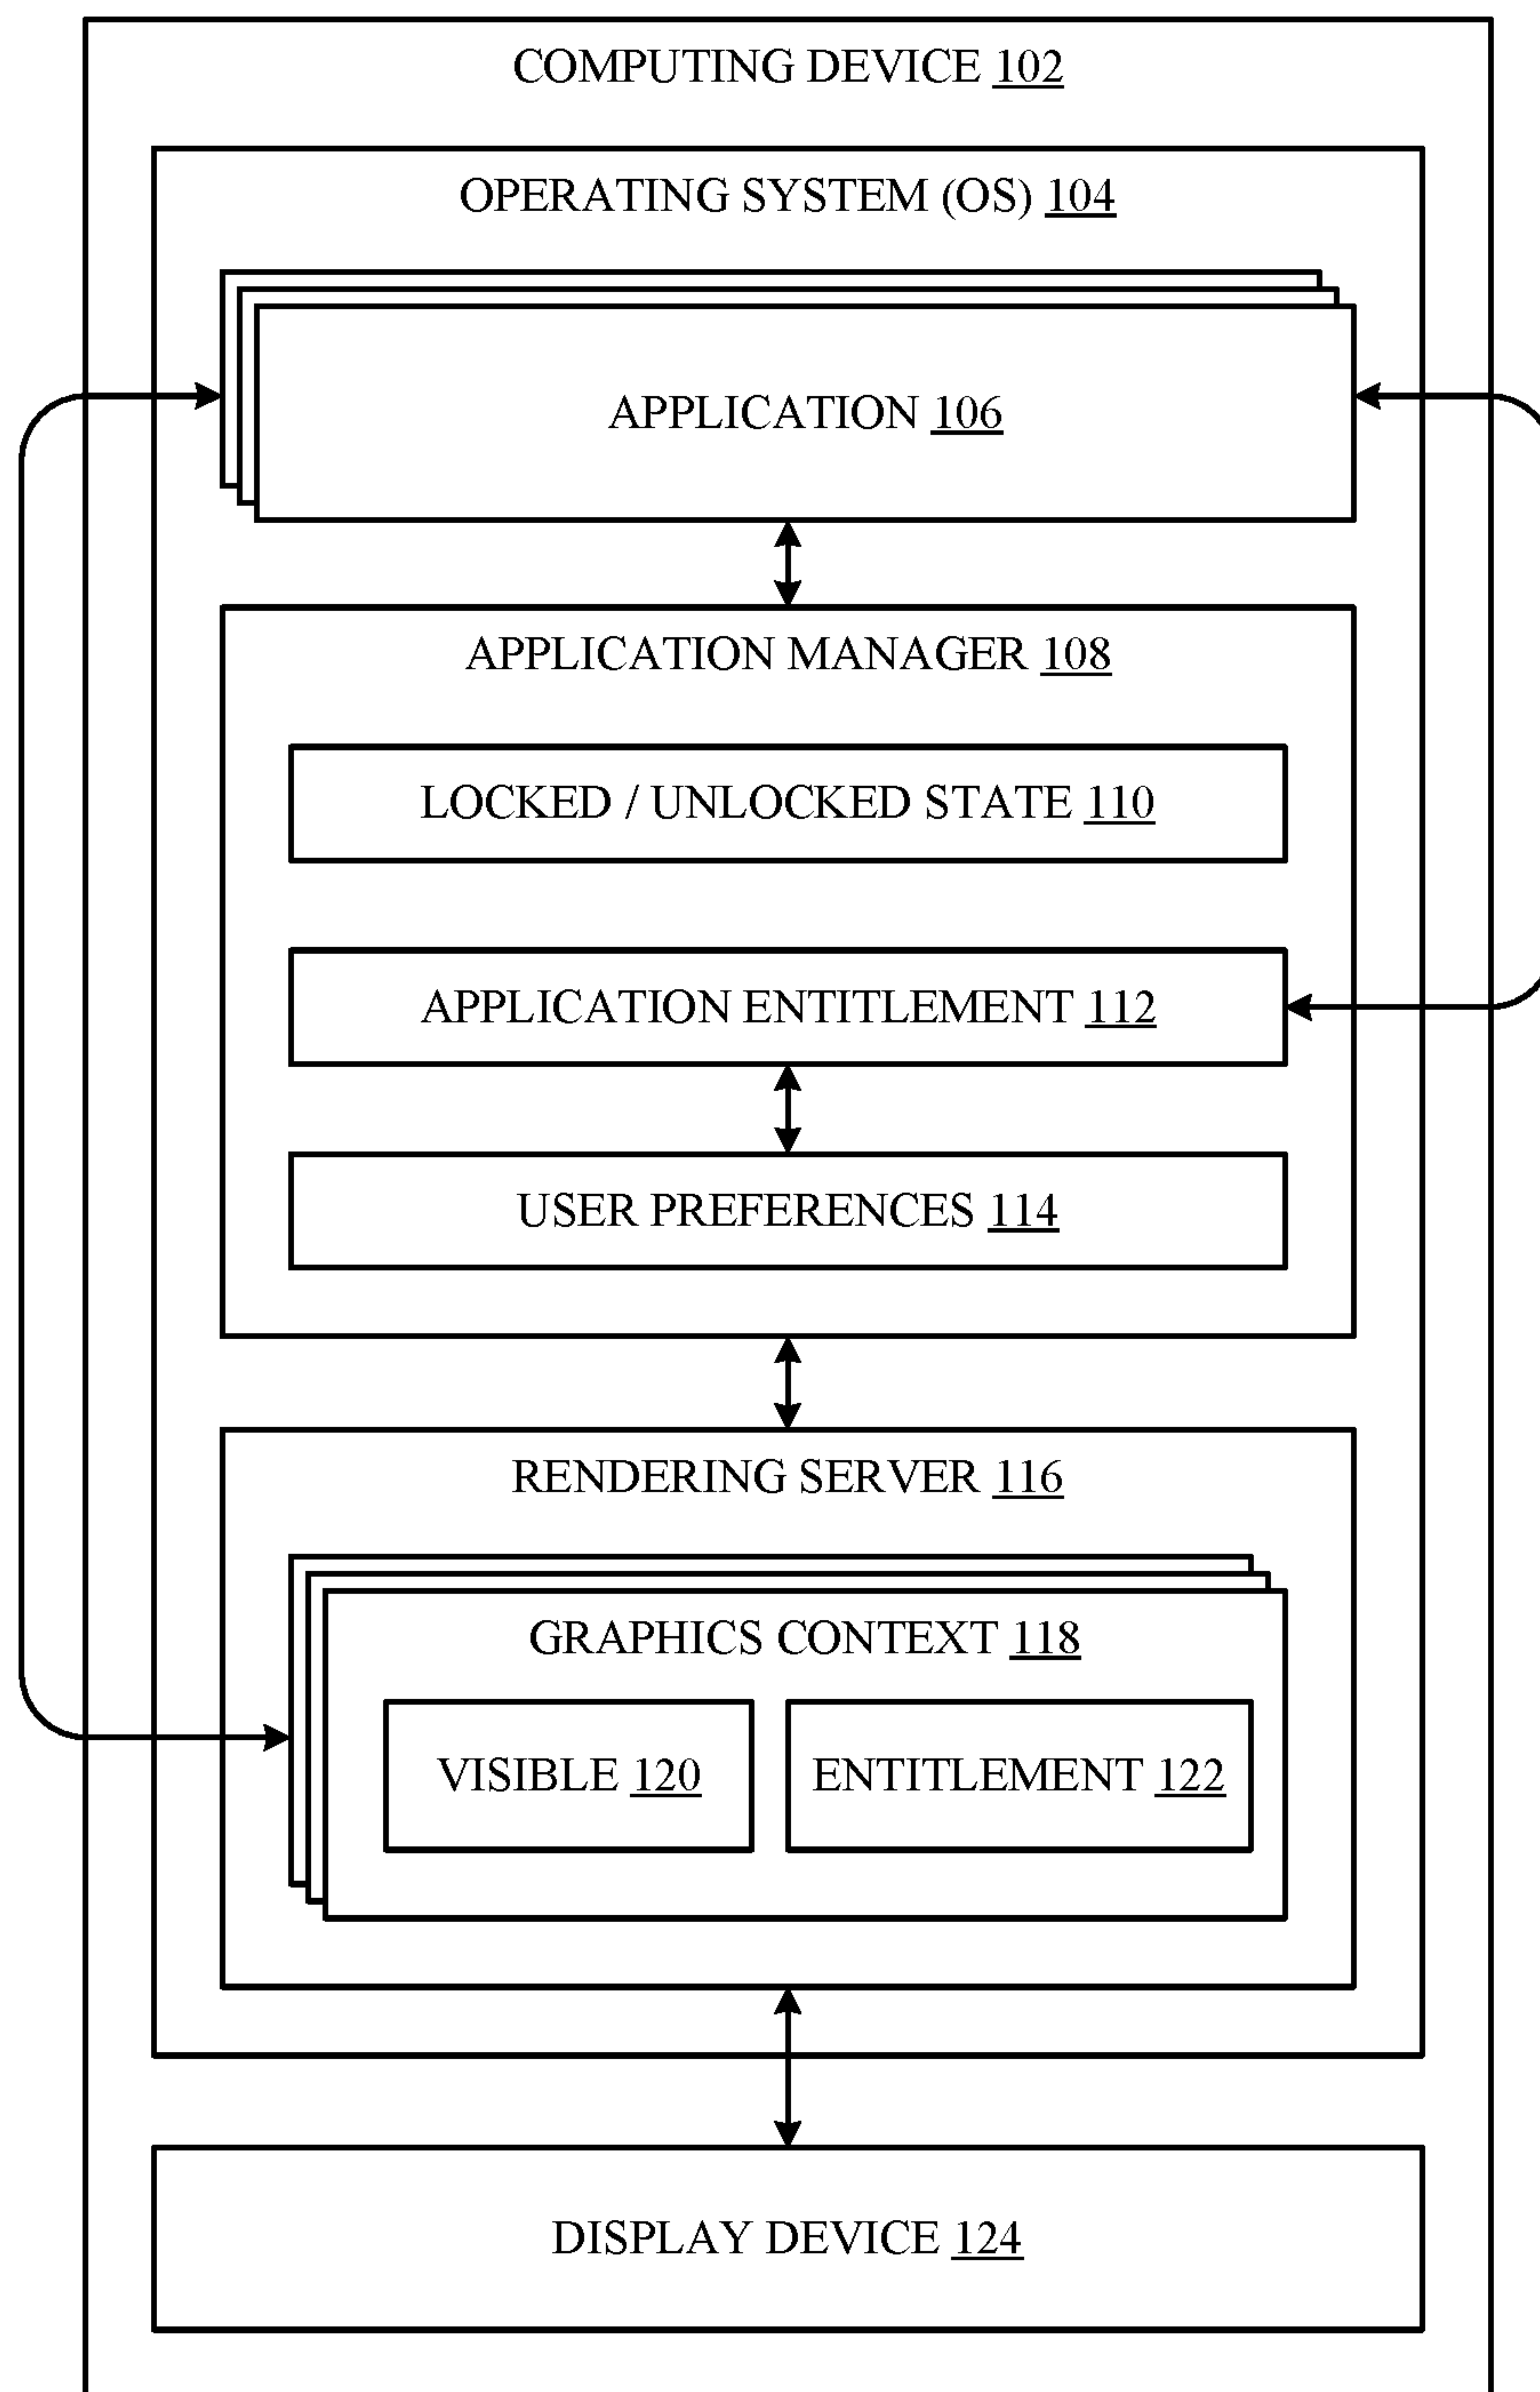 COMPUTING DEVICE 102
OPERATING SYSTEM (OS) 104
APPLICATION 106
APPLICATION MANAGER 108
LOCKED / UNLOCKED STATE 110
APPLICATION ENTITLEMENT 112
USER PREFERENCES 114
RENDERING SERVER 116
GRAPHICS CONTEXT 118
VISIBLE 120
ENTITLEMENT 122
DISPLAY DEVICE 124